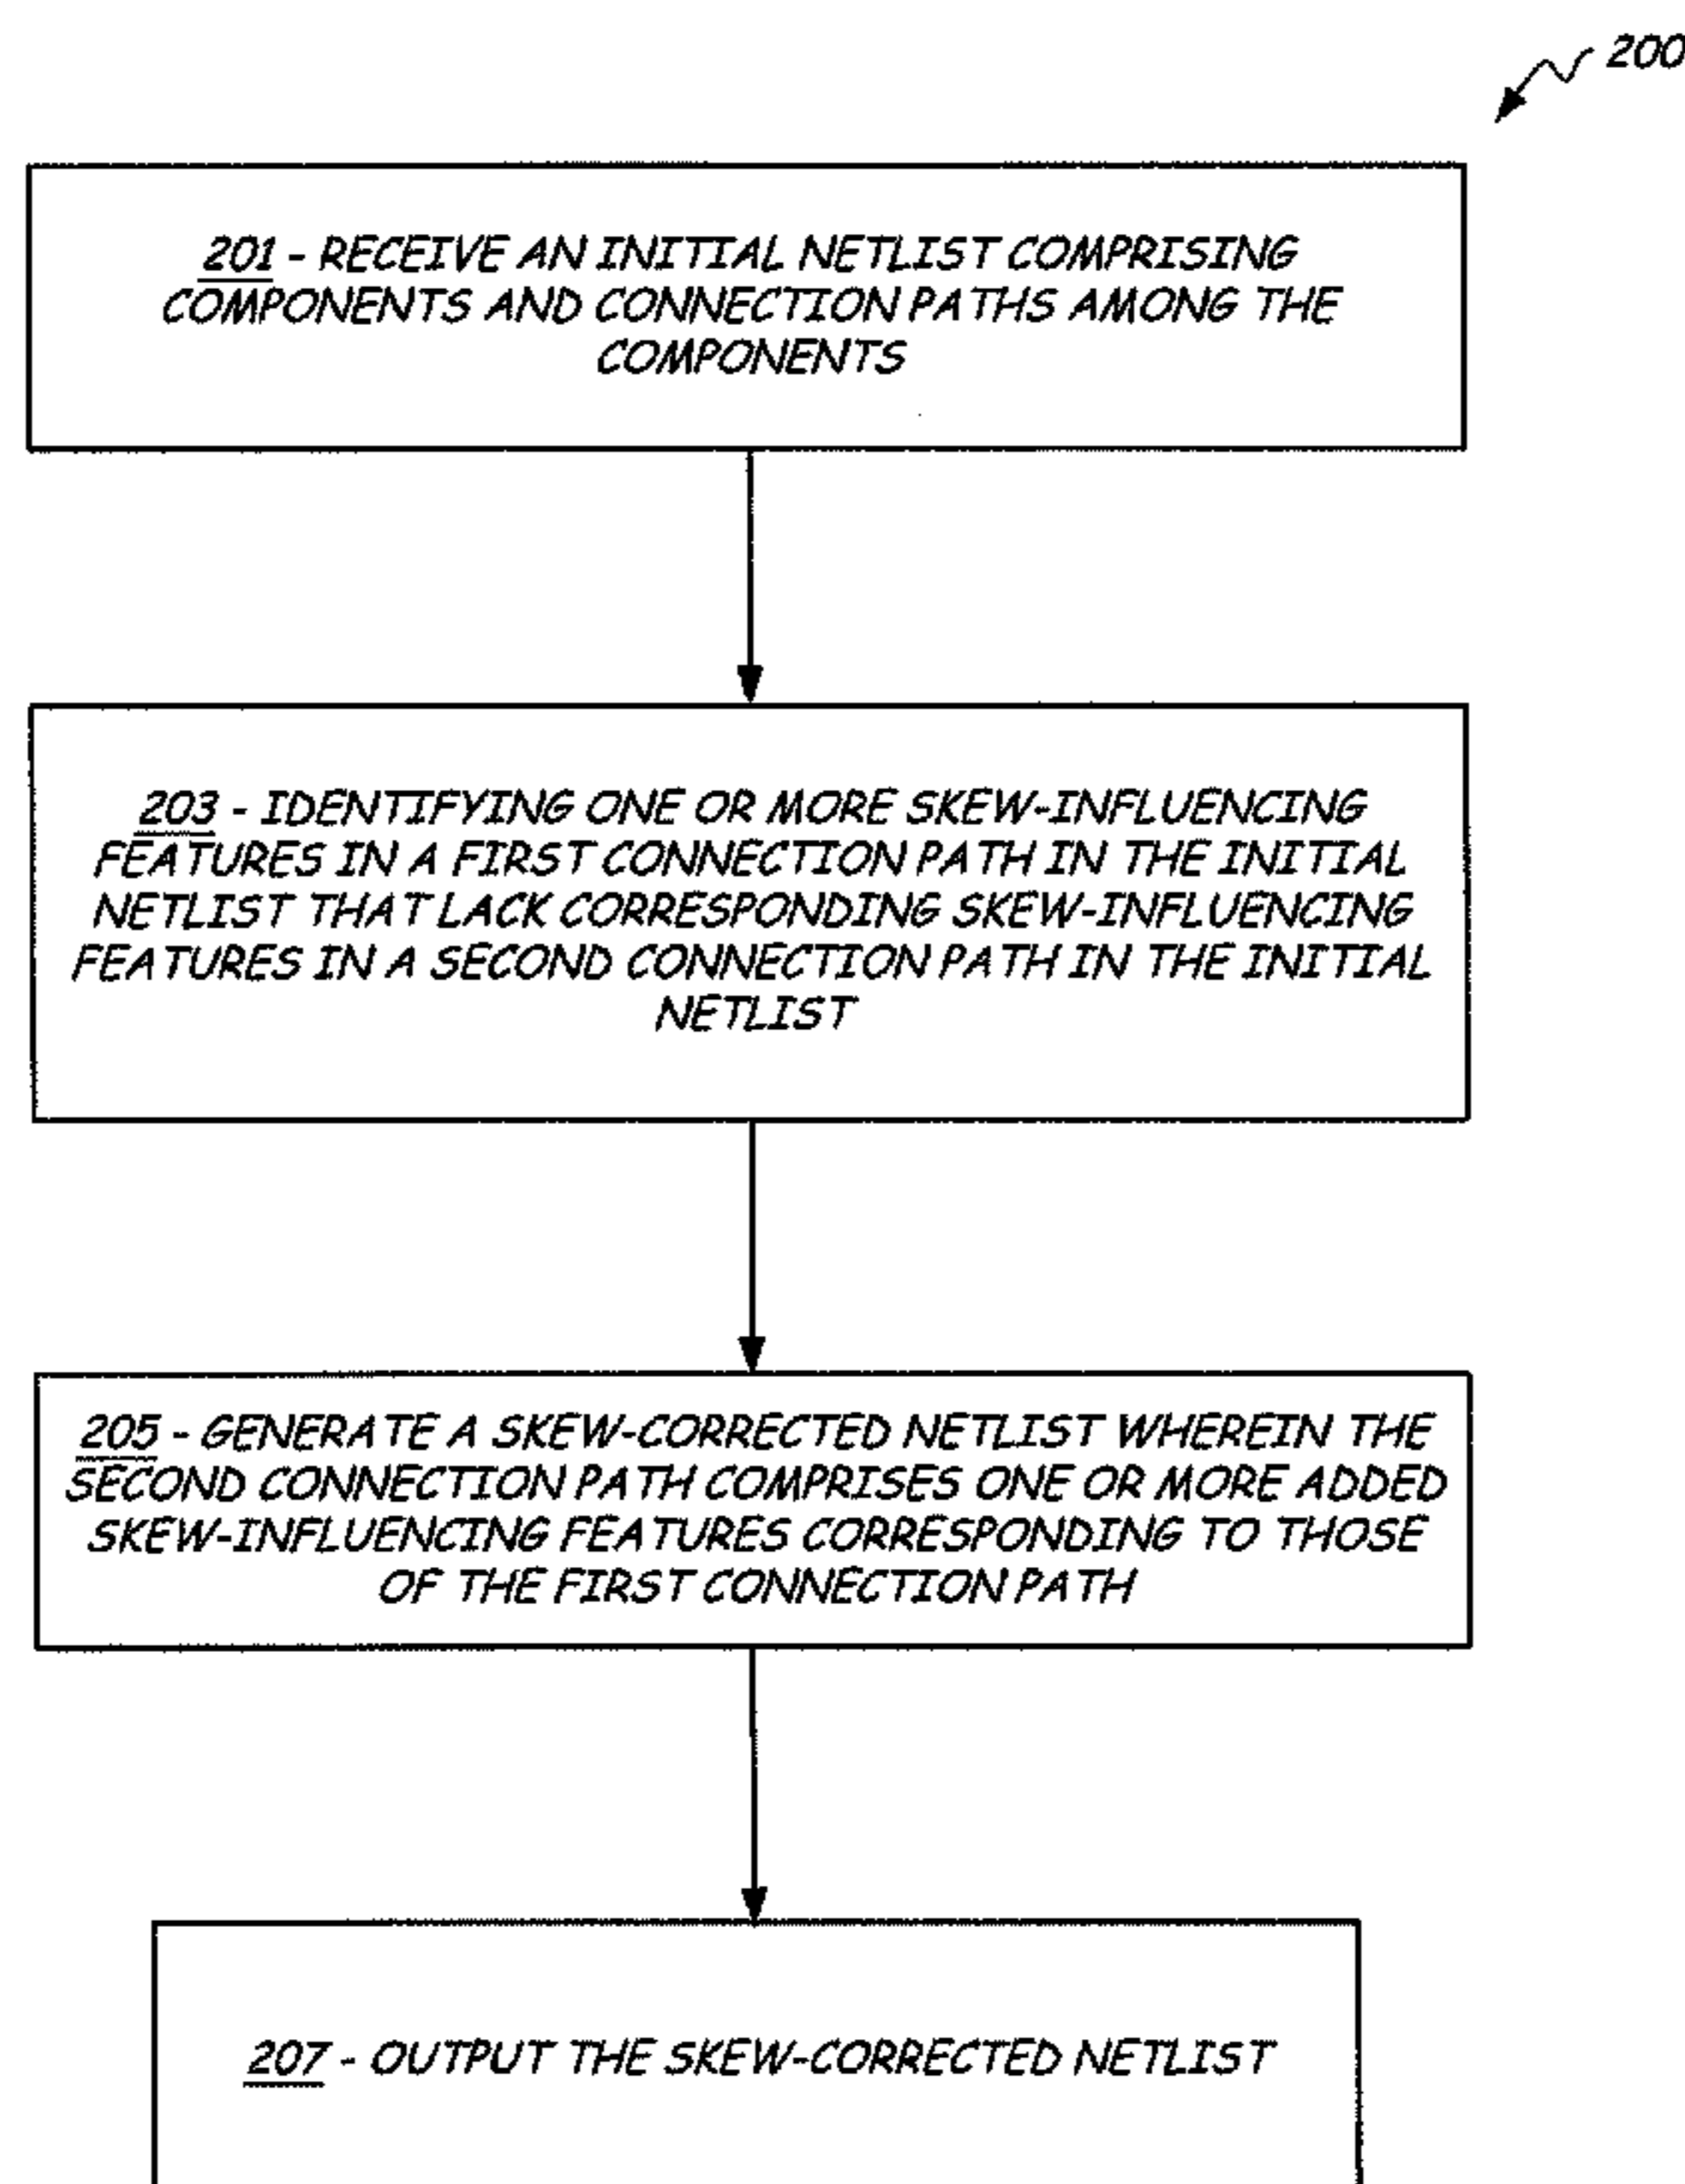 200
201 - RECEIVE AN INITIAL NETLIST COMPRISING
COMPONENTS AND CONNECTION PATHS AMONG THE
COMPONENTS
203 - IDENTIFYING ONE OR MORE SKEW-INFLUENCING
FEATURES IN A FIRST CONNECTION PATH IN THE INITIAL
NETLIST THAT LACK CORRESPONDING SKEW-INFLUENCING
FEATURES IN A SECOND CONNECTION PATH IN THE INITIAL
NETLIST
205 - GENERATE A SKEW-CORRECTED NETLIST WHEREIN THE
SECOND CONNECTION PATH COMPRISES ONE OR MORE ADDED
SKEW-INFLUENCING FEATURES CORRESPONDING TO THOSE
OF THE FIRST CONNECTION PATH
207 - OUTPUT THE SKEW-CORRECTED NETLIST